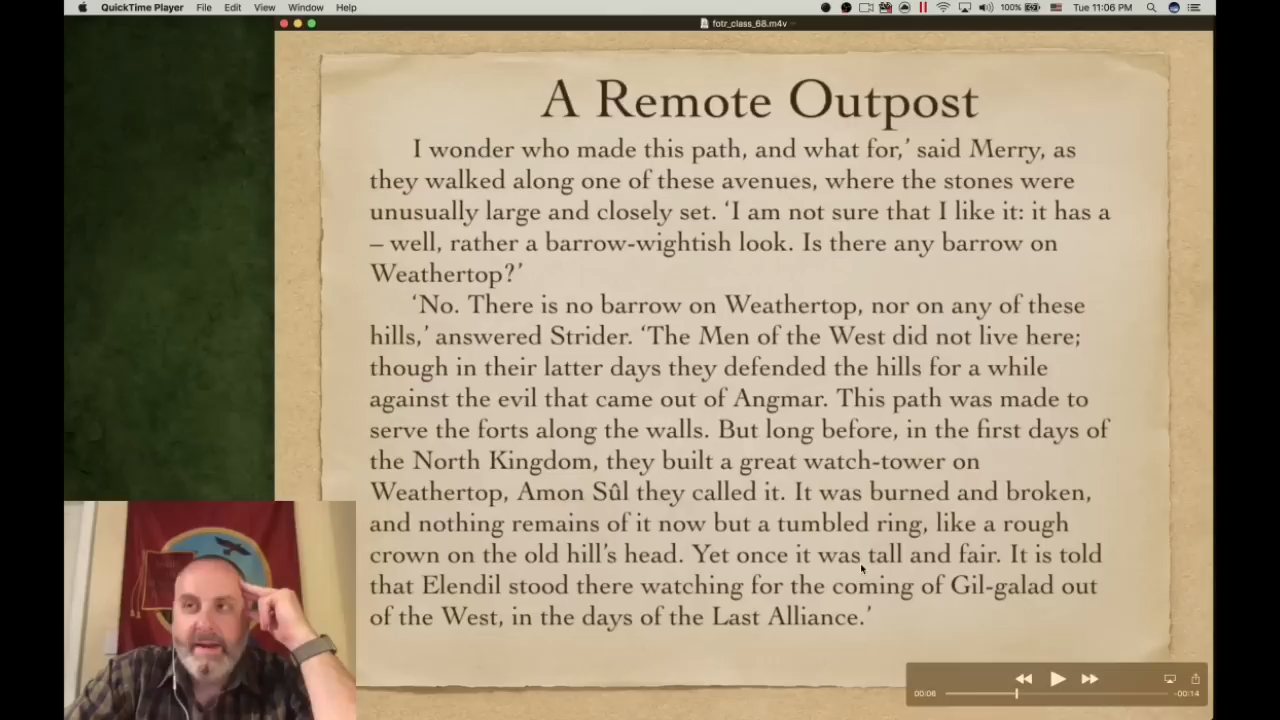 QuickTime Player File Edit View Window Help 100% Tue 11:06 PM
fotr_class_68.m4v
A Remote Outpost
I wonder who made this path, and what for,’ said Merry, as
they walked along one of these avenues, where the stones were
unusually large and closely set. ‘I am not sure that I like it: it has a
– well, rather a barrow-wightish look. Is there any barrow on
Weathertop?’
‘No. There is no barrow on Weathertop, nor on any of these
hills,’ answered Strider. ‘The Men of the West did not live here;
though in their latter days they defended the hills for a while
against the evil that came out of Angmar. This path was made to
serve the forts along the walls. But long before, in the first days of
the North Kingdom, they built a great watch-tower on
Weathertop, Amon Sûl they called it. It was burned and broken,
and nothing remains of it now but a tumbled ring, like a rough
crown on the old hill’s head. Yet once it was tall and fair. It is told
that Elendil stood there watching for the coming of Gil-galad out
of the West, in the days of the Last Alliance.’
00:06 -00:14